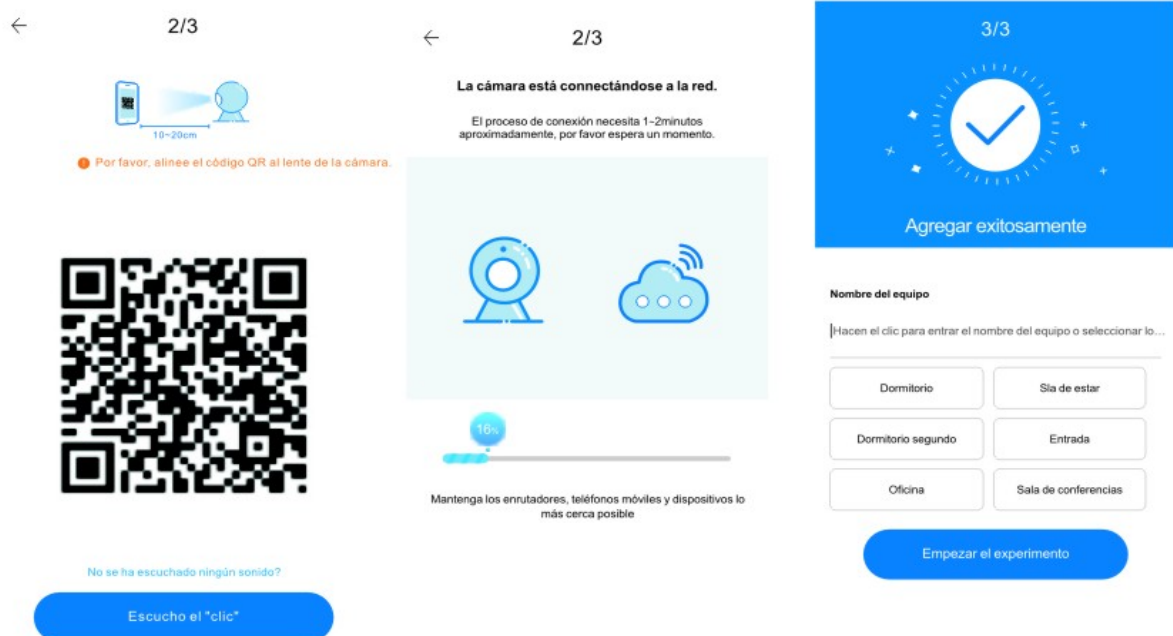 2/3
10~20cm
Por favor, alinee el código QR al lente de la cámara.
No se ha escuchado ningún sonido?
Escucho el "clic"
2/3
La cámara está connectándose a la red.
El proceso de conexión necesita 1~2minutos
aproximadamente, por favor espera un momento.
16%
Mantenga los enrutadores, teléfonos móviles y dispositivos lo
más cerca posible
3/3
Agregar exitosamente
Nombre del equipo
Hacen el clic para entrar el nombre del equipo o seleccionar lo...
Dormitorio
Sla de estar
Dormitorio segundo
Entrada
Oficina
Sala de conferencias
Empezar el experimento